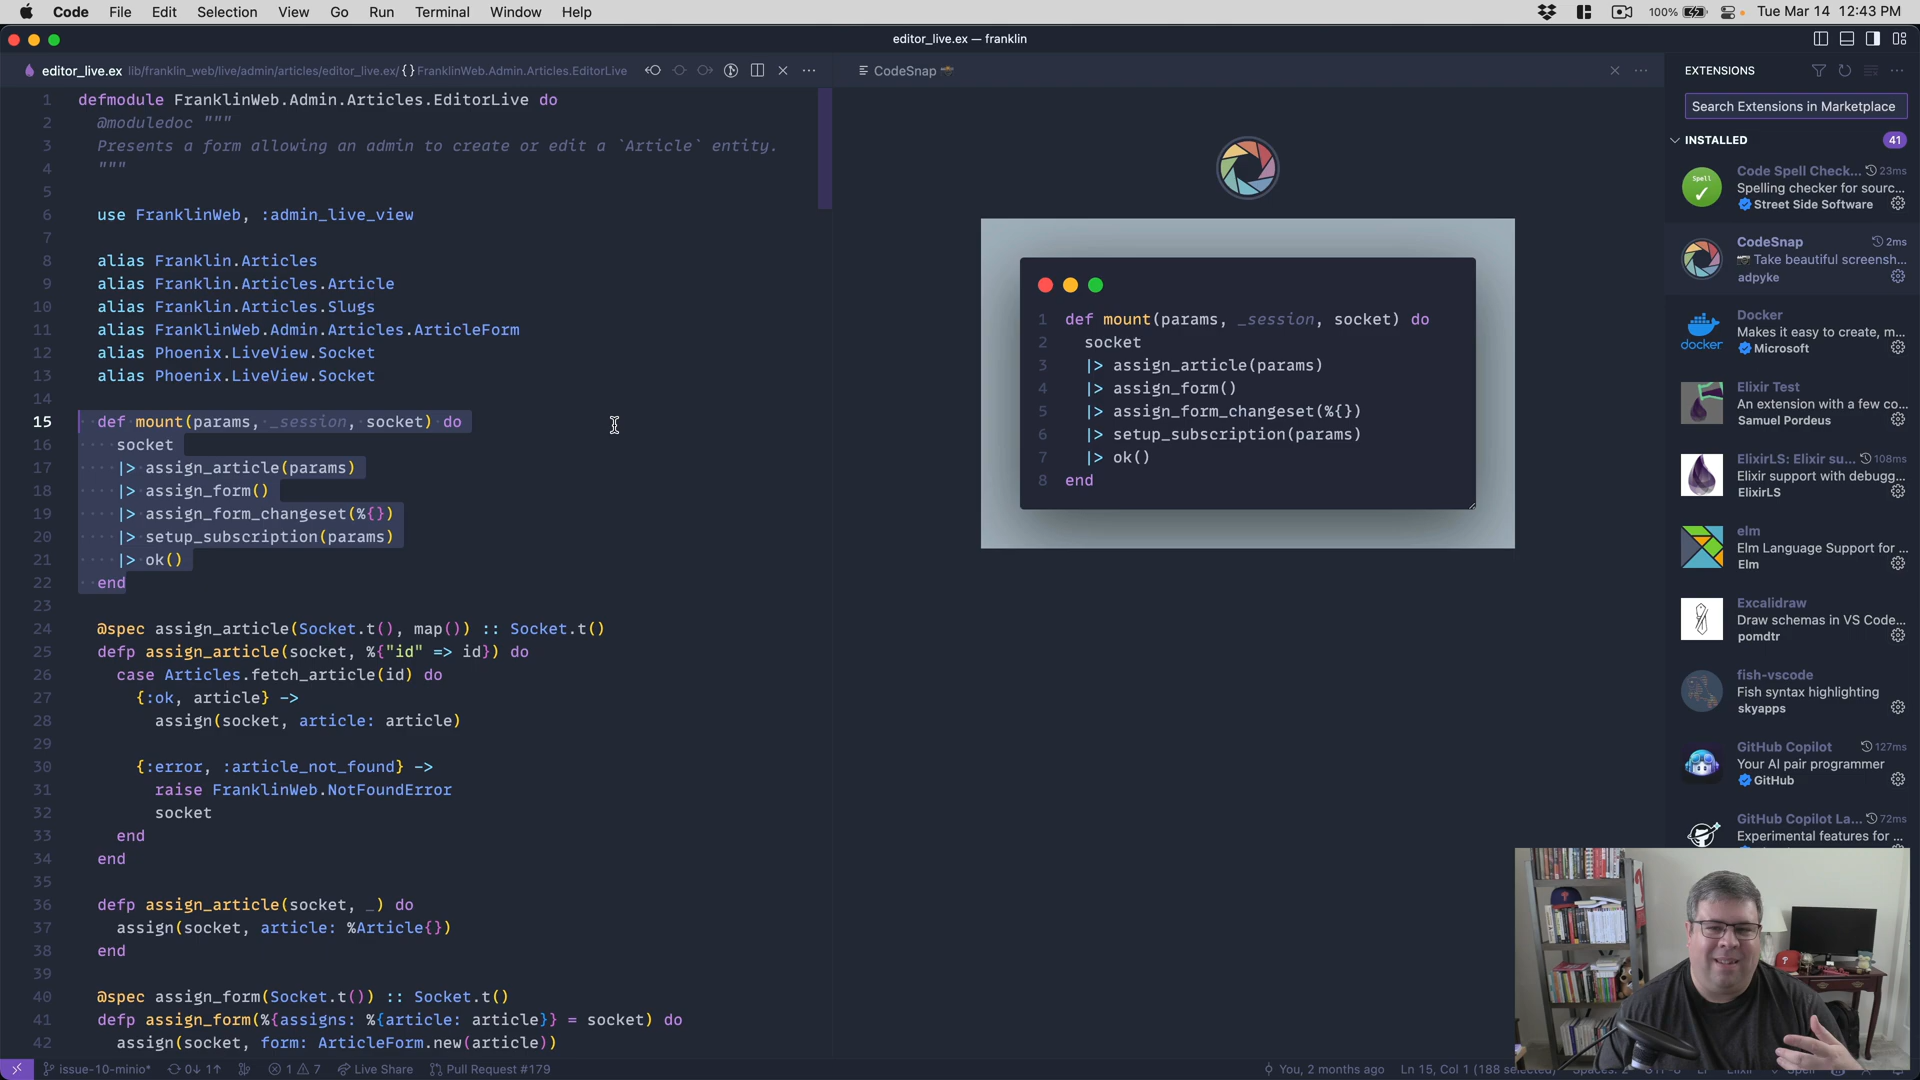 Code File Edit Selection View Go Run Terminal Window Help
100% Tue Mar 14 12:43 PM
editor_live.ex — franklin
editor_live.ex lib/franklin_web/live/admin/articles/editor_live.ex/ {} FranklinWeb.Admin.Articles.EditorLive
1 defmodule FranklinWeb.Admin.Articles.EditorLive do
2 @moduledoc """
3 Presents a form allowing an admin to create or edit a `Article` entity.
4 """
5
6 use FranklinWeb, :admin_live_view
7
8 alias Franklin.Articles
9 alias Franklin.Articles.Article
10 alias Franklin.Articles.Slugs
11 alias FranklinWeb.Admin.Articles.ArticleForm
12 alias Phoenix.LiveView.Socket
13 alias Phoenix.LiveView.Socket
14
15 def mount(params, _session, socket) do
16 socket
17 |> assign_article(params)
18 |> assign_form()
19 |> assign_form_changeset(%{})
20 |> setup_subscription(params)
21 |> ok()
22 end
23
24 @spec assign_article(Socket.t(), map()) :: Socket.t()
25 defp assign_article(socket, %{"id" => id}) do
26 case Articles.fetch_article(id) do
27 {:ok, article} ->
28 assign(socket, article: article)
29
30 {:error, :article_not_found} ->
31 raise FranklinWeb.NotFoundError
32 socket
33 end
34 end
35
36 defp assign_article(socket, _) do
37 assign(socket, article: %Article{})
38 end
39
40 @spec assign_form(Socket.t()) :: Socket.t()
41 defp assign_form(%{assigns: %{article: article}} = socket) do
42 assign(socket, form: ArticleForm.new(article))
CodeSnap
1 def mount(params, _session, socket) do
2 socket
3 |> assign_article(params)
4 |> assign_form()
5 |> assign_form_changeset(%{})
6 |> setup_subscription(params)
7 |> ok()
8 end
EXTENSIONS
Search Extensions in Marketplace
INSTALLED 41
Spell
Code Spell Check... 23ms
Spelling checker for sourc...
Street Side Software
CodeSnap 2ms
Take beautiful screensh...
adpyke
docker
Docker
Makes it easy to create, m...
Microsoft
Elixir Test
An extension with a few co...
Samuel Pordeus
ElixirLS: Elixir su... 108ms
Elixir support with debugg...
ElixirLS
elm
Elm Language Support for ...
Elm
Excalidraw
Draw schemas in VS Code...
pomdtr
fish-vscode
Fish syntax highlighting
skyapps
GitHub Copilot 127ms
Your AI pair programmer
GitHub
GitHub Copilot La... 72ms
Experimental features for ...
issue-10-minio* 0↓ 1↑ 1 7 Live Share Pull Request #179
You, 2 months ago Ln 15, Col 1 (188 selected)